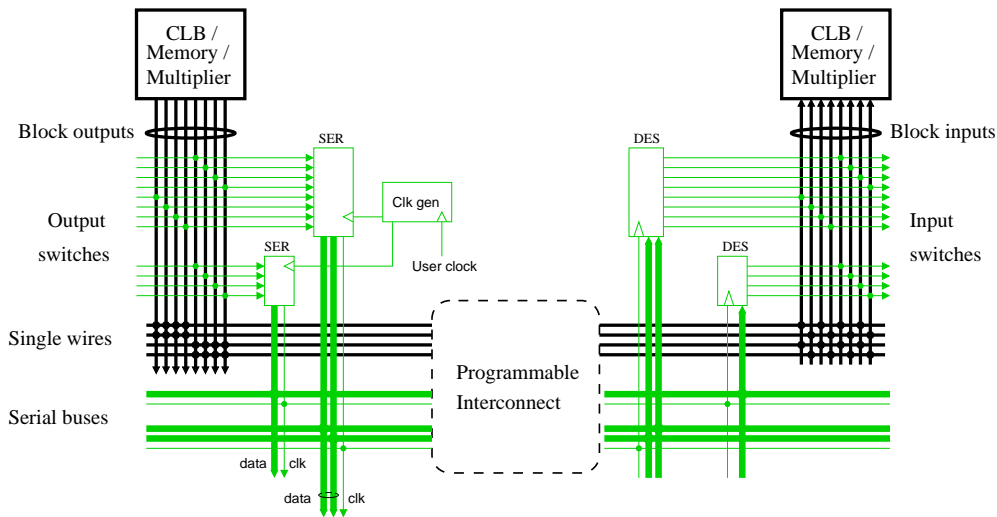 CLB /
Memory /
Multiplier
CLB /
Memory /
Multiplier
Block outputs
SER
DES
Block inputs
Clk gen
Output
switches
SER
User clock
DES
Input
switches
Single wires
Programmable
Interconnect
Serial buses
data
clk
data
clk